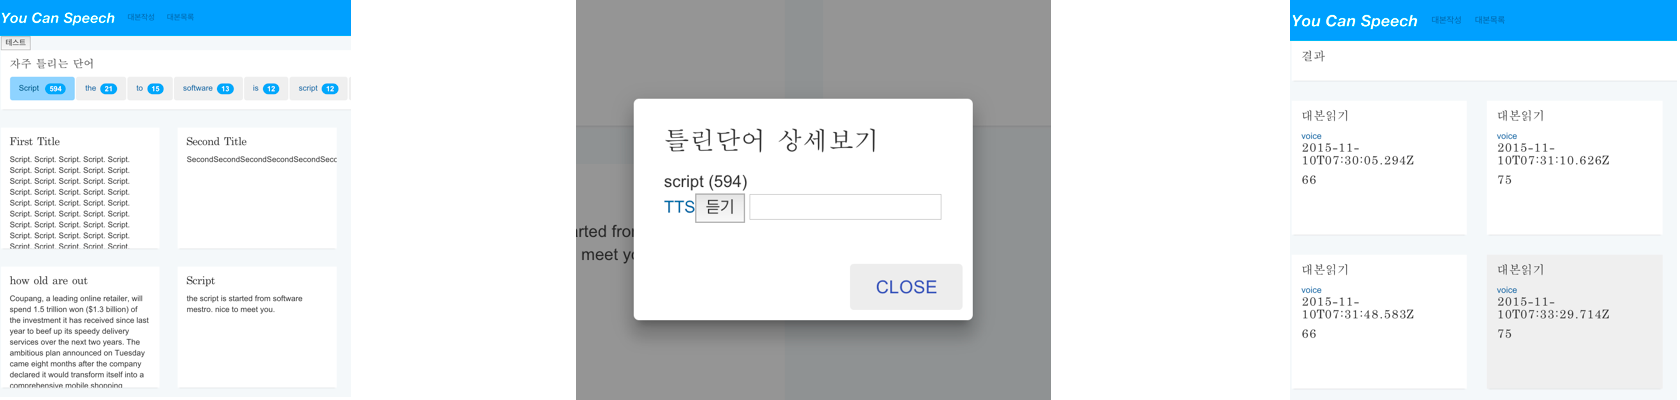 You Can Speech 대본작성 대본목록
테스트
자주 틀리는 단어
Script 594 the 21 to 15 software 13 is 12 script 12
First Title
Script. Script. Script. Script. Script.
Script. Script. Script. Script. Script.
Script. Script. Script. Script. Script.
Script. Script. Script. Script. Script.
Script. Script. Script. Script. Script.
Script. Script. Script. Script. Script.
Script. Script. Script. Script. Script.
Script. Script. Script. Script. Script.
Script. Script. Script. Script. Script.
Second Title
SecondSecondSecondSecondSecondSecc
how old are out
Coupang, a leading online retailer, will
spend 1.5 trillion won ($1.3 billion) of
the investment it has received since last
year to beef up its speedy delivery
services over the next two years. The
ambitious plan announced on Tuesday
came eight months after the company
declared it would transform itself into a
comprehensive mobile shopping
Script
the script is started from software
mestro. nice to meet you.
틀린단어 상세보기
script (594)
TTS 듣기
arted fro
meet yo
CLOSE
You Can Speech 대본작성 대본목록
결과
대본읽기
voice
2015-11-
10T07:30:05.294Z
66
대본읽기
voice
2015-11-
10T07:31:10.626Z
75
대본읽기
voice
2015-11-
10T07:31:48.583Z
66
대본읽기
voice
2015-11-
10T07:33:29.714Z
75